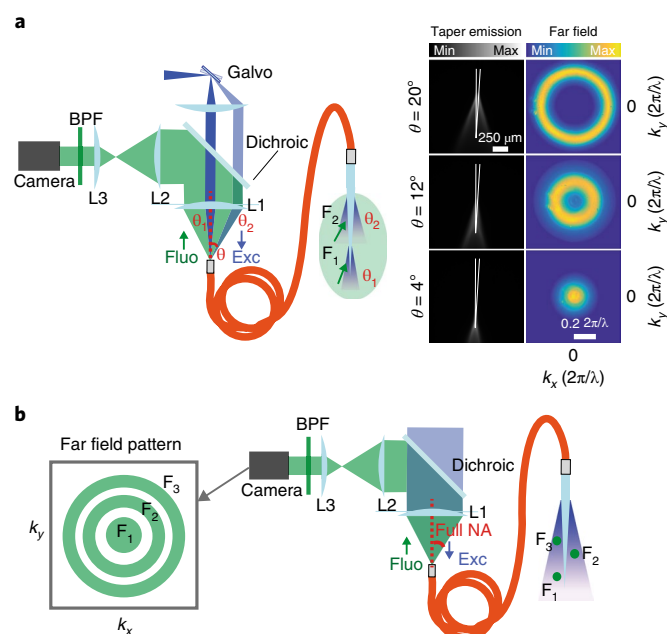 a
Galvo
BPF
Dichroic
Camera
L3
L2
L1
θ1
θ2
θ
Fluo
Exc
F2
θ2
F1
θ1
Taper emission
Far field
Min
Max
Min
Max
θ = 20°
250 μm
0
ky (2π/λ)
θ = 12°
0
ky (2π/λ)
θ = 4°
0.2 2π/λ
0
ky (2π/λ)
0
kx (2π/λ)
b
Far field pattern
F3
F2
F1
ky
kx
BPF
Camera
L3
L2
Dichroic
L1
Full NA
Fluo
Exc
F3
F2
F1